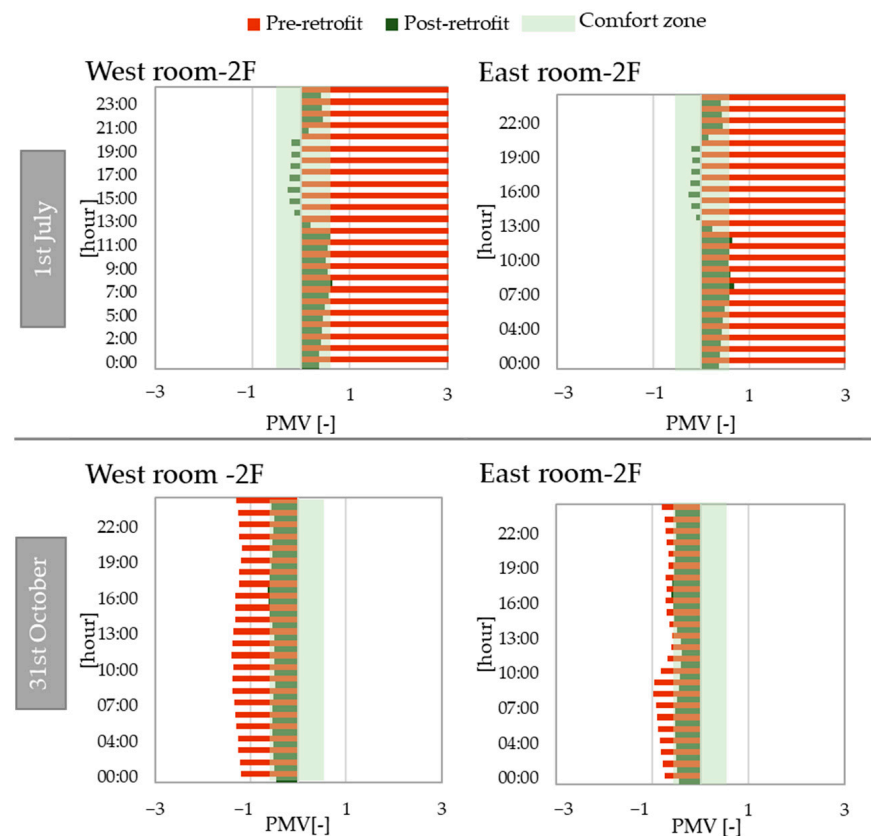 Pre-retrofit Post-retrofit Comfort zone
West room-2F
23:00
21:00
19:00
17:00
15:00
13:00
11:00
9:00
7:00
5:00
2:00
0:00
[hour]
−3 −1 1 3
PMV [-]
East room-2F
22:00
19:00
16:00
13:00
10:00
07:00
04:00
00:00
[hour]
−3 −1 1 3
PMV [-]
1st July
West room -2F
22:00
19:00
16:00
13:00
10:00
07:00
04:00
00:00
[hour]
−3 −1 1 3
PMV[-]
East room-2F
22:00
19:00
16:00
13:00
10:00
07:00
04:00
00:00
[hour]
−3 −1 1 3
PMV[-]
31st October